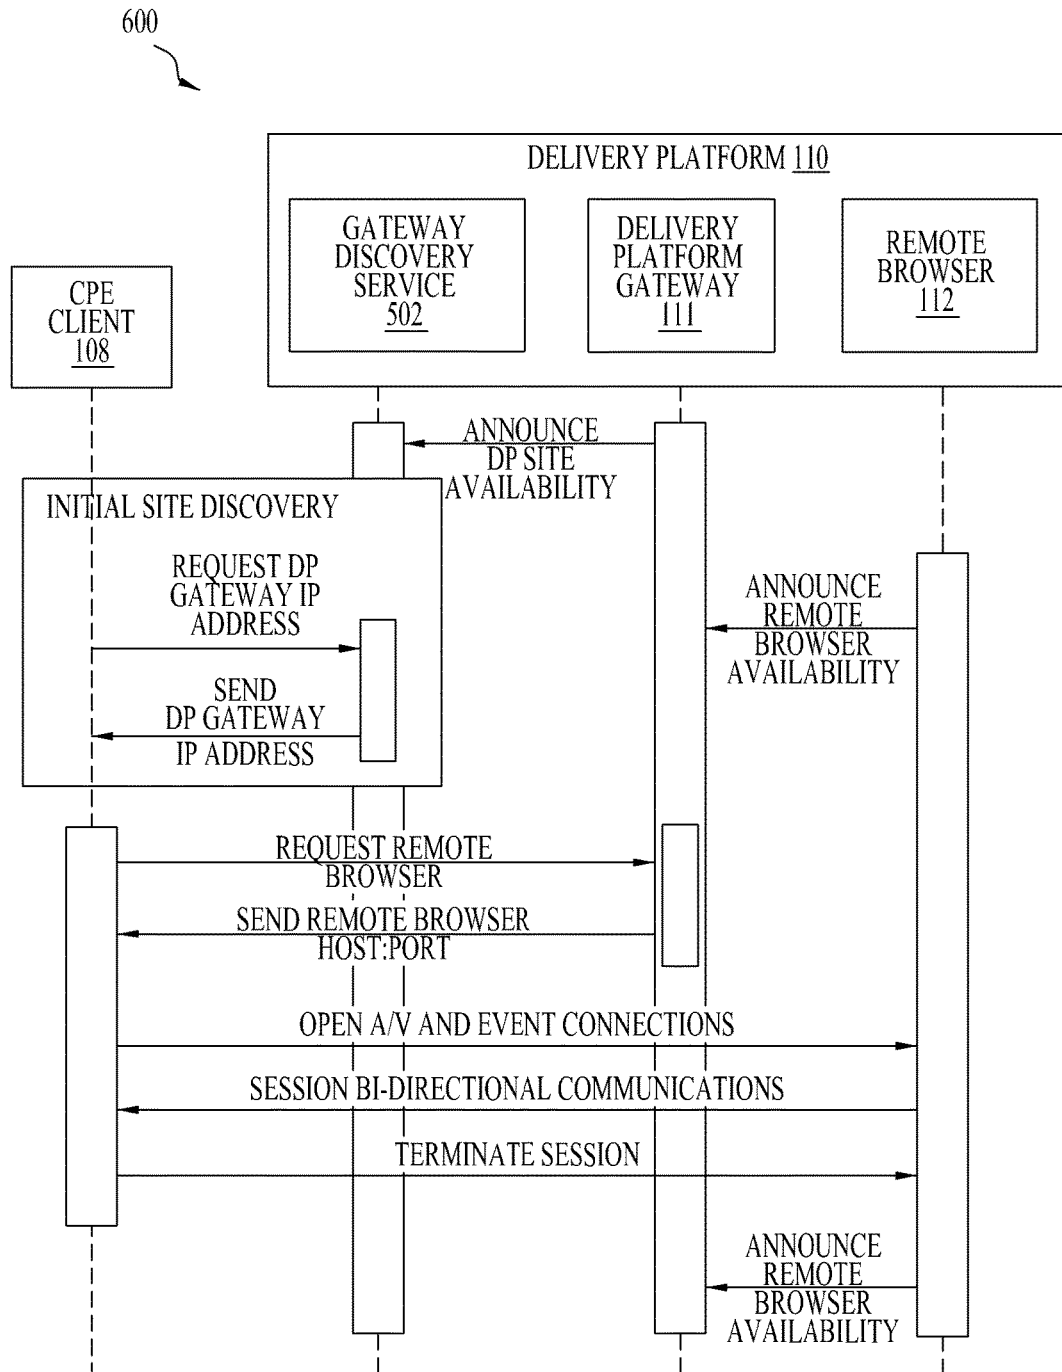 600
DELIVERY PLATFORM 110
GATEWAY
DISCOVERY
SERVICE
502
DELIVERY
PLATFORM
GATEWAY
111
REMOTE
BROWSER
112
CPE
CLIENT
108
ANNOUNCE
DP SITE
AVAILABILITY
INITIAL SITE DISCOVERY
REQUEST DP
GATEWAY IP
ADDRESS
ANNOUNCE
REMOTE
BROWSER
AVAILABILITY
SEND
DP GATEWAY
IP ADDRESS
REQUEST REMOTE
BROWSER
SEND REMOTE BROWSER
HOST:PORT
OPEN A/V AND EVENT CONNECTIONS
SESSION BI-DIRECTIONAL COMMUNICATIONS
TERMINATE SESSION
ANNOUNCE
REMOTE
BROWSER
AVAILABILITY